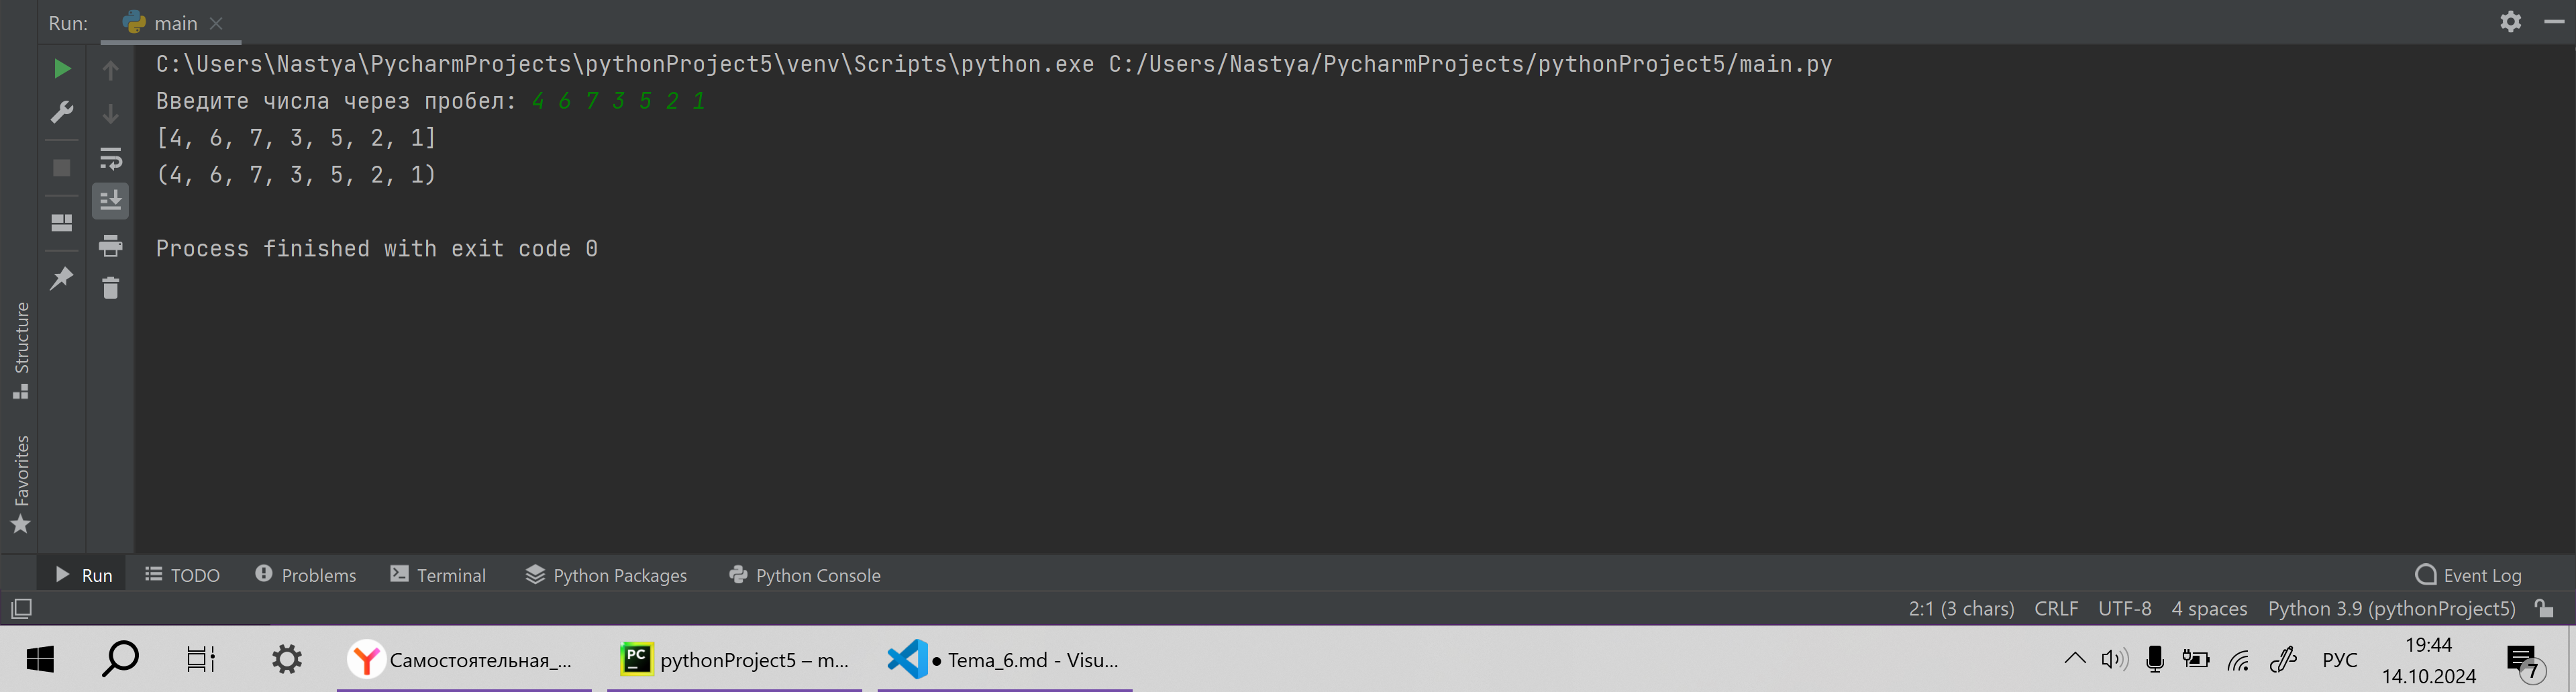 Run: main
C:\Users\Nastya\PycharmProjects\pythonProject5\venv\Scripts\python.exe C:/Users/Nastya/PycharmProjects/pythonProject5/main.py
Введите числа через пробел: 4 6 7 3 5 2 1
[4, 6, 7, 3, 5, 2, 1]
(4, 6, 7, 3, 5, 2, 1)
Process finished with exit code 0
Structure
Favorites
Run TODO Problems Terminal Python Packages Python Console Event Log
2:1 (3 chars) CRLF UTF-8 4 spaces Python 3.9 (pythonProject5)
Самостоятельная_... PC pythonProject5 – m... ● Tema_6.md - Visu... РУС 19:44
14.10.2024 7